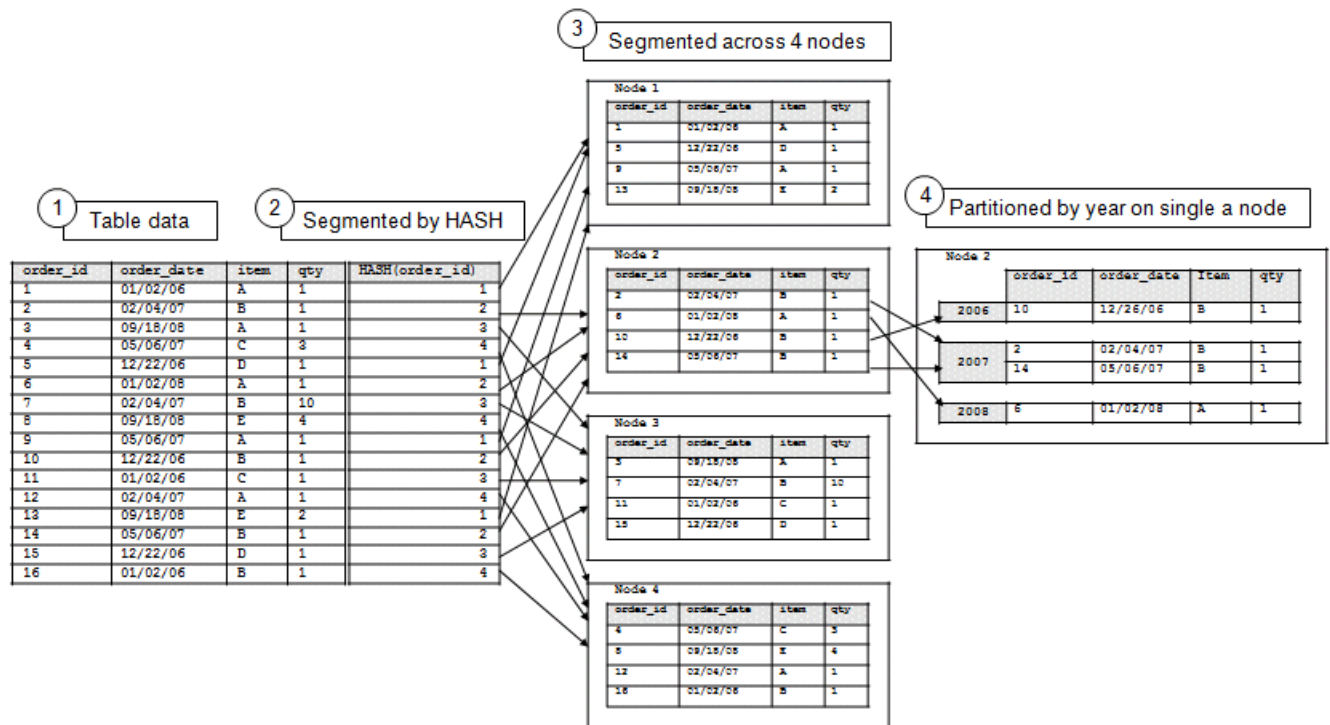 3 Segmented across 4 nodes
Node 1
order_id order_date item qty
1 01/02/06 A 1
5 12/22/06 D 1
9 05/06/07 A 1
13 09/18/08 E 2
1 Table data
2 Segmented by HASH
4 Partitioned by year on single a node
order_id order_date item qty HASH(order_id)
1 01/02/06 A 1 1
2 02/04/07 B 1 2
3 09/18/08 A 1 3
4 05/06/07 C 3 4
5 12/22/06 D 1 1
6 01/02/08 A 1 2
7 02/04/07 B 10 3
8 09/18/08 E 4 4
9 05/06/07 A 1 1
10 12/22/06 B 1 2
11 01/02/06 C 1 3
12 02/04/07 A 1 4
13 09/18/08 E 2 1
14 05/06/07 B 1 2
15 12/22/06 D 1 3
16 01/02/06 B 1 4
Node 2
order_id order_date item qty
2 02/04/07 B 1
6 01/02/08 A 1
10 12/22/06 B 1
14 05/06/07 B 1
Node 3
order_id order_date item qty
3 09/18/08 A 1
7 02/04/07 B 10
11 01/02/06 C 1
15 12/22/06 D 1
Node 4
order_id order_date item qty
4 05/06/07 C 3
8 09/18/08 E 4
12 02/04/07 A 1
16 01/02/06 B 1
Node 2
order_id order_date Item qty
2006 10 12/26/06 B 1
2007 2 02/04/07 B 1
14 05/06/07 B 1
2008 6 01/02/08 A 1